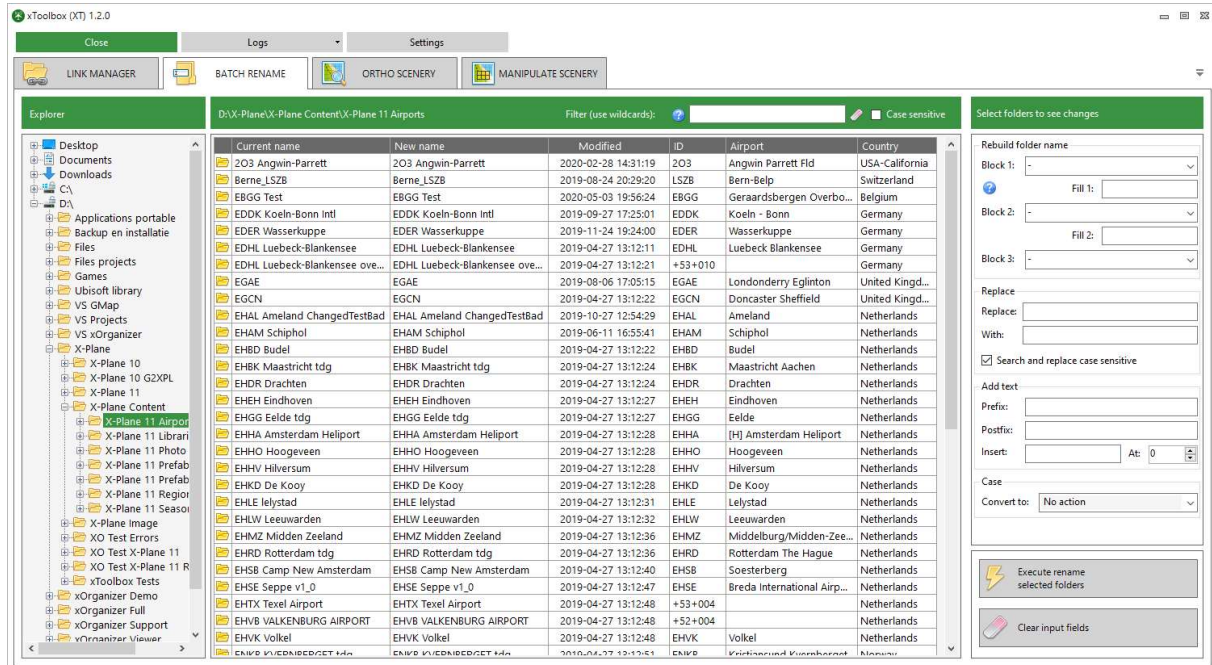 xToolbox (XT) 1.2.0
Close Logs Settings
LINK MANAGER BATCH RENAME ORTHO SCENERY MANIPULATE SCENERY
Explorer
Desktop
Documents
Downloads
C:\
D:\
Applications portable
Backup en installatie
Files
Files projects
Games
Ubisoft library
VS GMap
VS Projects
VS xOrganizer
X-Plane
X-Plane 10
X-Plane 10 G2XPL
X-Plane 11
X-Plane Content
X-Plane 11 Airpor
X-Plane 11 Librari
X-Plane 11 Photo
X-Plane 11 Prefab
X-Plane 11 Prefab
X-Plane 11 Region
X-Plane 11 Seasor
X-Plane Image
XO Test Errors
XO Test X-Plane 11
XO Test X-Plane 11 R
xToolbox Tests
xOrganizer Demo
xOrganizer Full
xOrganizer Support
xOrganizer Viewer
D:\X-Plane\X-Plane Content\X-Plane 11 Airports Filter (use wildcards): Case sensitive
Current name New name Modified ID Airport Country
2O3 Angwin-Parrett 2O3 Angwin-Parrett 2020-02-28 14:31:19 2O3 Angwin Parrett Fld USA-California
Berne_LSZB Berne_LSZB 2019-08-24 20:29:20 LSZB Bern-Belp Switzerland
EBGG Test EBGG Test 2020-05-03 19:56:24 EBGG Geraardsbergen Overbo... Belgium
EDDK Koeln-Bonn Intl EDDK Koeln-Bonn Intl 2019-09-27 17:25:01 EDDK Koeln - Bonn Germany
EDER Wasserkuppe EDER Wasserkuppe 2019-11-24 19:24:00 EDER Wasserkuppe Germany
EDHL Luebeck-Blankensee EDHL Luebeck-Blankensee 2019-04-27 13:12:11 EDHL Luebeck Blankensee Germany
EDHL Luebeck-Blankensee ove... EDHL Luebeck-Blankensee ove... 2019-04-27 13:12:21 +53+010 Germany
EGAE EGAE 2019-08-06 17:05:15 EGAE Londonderry Eglinton United Kingd...
EGCN EGCN 2019-04-27 13:12:22 EGCN Doncaster Sheffield United Kingd...
EHAL Ameland ChangedTestBad EHAL Ameland ChangedTestBad 2019-10-27 12:54:29 EHAL Ameland Netherlands
EHAM Schiphol EHAM Schiphol 2019-06-11 16:55:41 EHAM Schiphol Netherlands
EHBD Budel EHBD Budel 2019-04-27 13:12:22 EHBD Budel Netherlands
EHBK Maastricht tdg EHBK Maastricht tdg 2019-04-27 13:12:24 EHBK Maastricht Aachen Netherlands
EHDR Drachten EHDR Drachten 2019-04-27 13:12:24 EHDR Drachten Netherlands
EHEH Eindhoven EHEH Eindhoven 2019-04-27 13:12:27 EHEH Eindhoven Netherlands
EHGG Eelde tdg EHGG Eelde tdg 2019-04-27 13:12:27 EHGG Eelde Netherlands
EHHA Amsterdam Heliport EHHA Amsterdam Heliport 2019-04-27 13:12:28 EHHA [H] Amsterdam Heliport Netherlands
EHHO Hoogeveen EHHO Hoogeveen 2019-04-27 13:12:28 EHHO Hoogeveen Netherlands
EHHV Hilversum EHHV Hilversum 2019-04-27 13:12:28 EHHV Hilversum Netherlands
EHKD De Kooy EHKD De Kooy 2019-04-27 13:12:28 EHKD De Kooy Netherlands
EHLE lelystad EHLE lelystad 2019-04-27 13:12:31 EHLE Lelystad Netherlands
EHLW Leeuwarden EHLW Leeuwarden 2019-04-27 13:12:32 EHLW Leeuwarden Netherlands
EHMZ Midden Zeeland EHMZ Midden Zeeland 2019-04-27 13:12:36 EHMZ Middelburg/Midden-Zee... Netherlands
EHRD Rotterdam tdg EHRD Rotterdam tdg 2019-04-27 13:12:36 EHRD Rotterdam The Hague Netherlands
EHSB Camp New Amsterdam EHSB Camp New Amsterdam 2019-04-27 13:12:40 EHSB Soesterberg Netherlands
EHSE Seppe v1_0 EHSE Seppe v1_0 2019-04-27 13:12:47 EHSE Breda International Airp... Netherlands
EHTX Texel Airport EHTX Texel Airport 2019-04-27 13:12:48 +53+004 Netherlands
EHVB VALKENBURG AIRPORT EHVB VALKENBURG AIRPORT 2019-04-27 13:12:48 +52+004 Netherlands
EHVK Volkel EHVK Volkel 2019-04-27 13:12:48 EHVK Volkel Netherlands
ENKB KVERNBERGET tdg ENKB KVERNBERGET tdg 2019-04-27 13:12:51 ENKB Kristiansund Kvernberget Norway
Select folders to see changes
Rebuild folder name
Block 1: -
Fill 1:
Block 2: -
Fill 2:
Block 3: -
Replace
Replace:
With:
Search and replace case sensitive
Add text
Prefix:
Postfix:
Insert: At: 0
Case
Convert to: No action
Execute rename
selected folders
Clear input fields